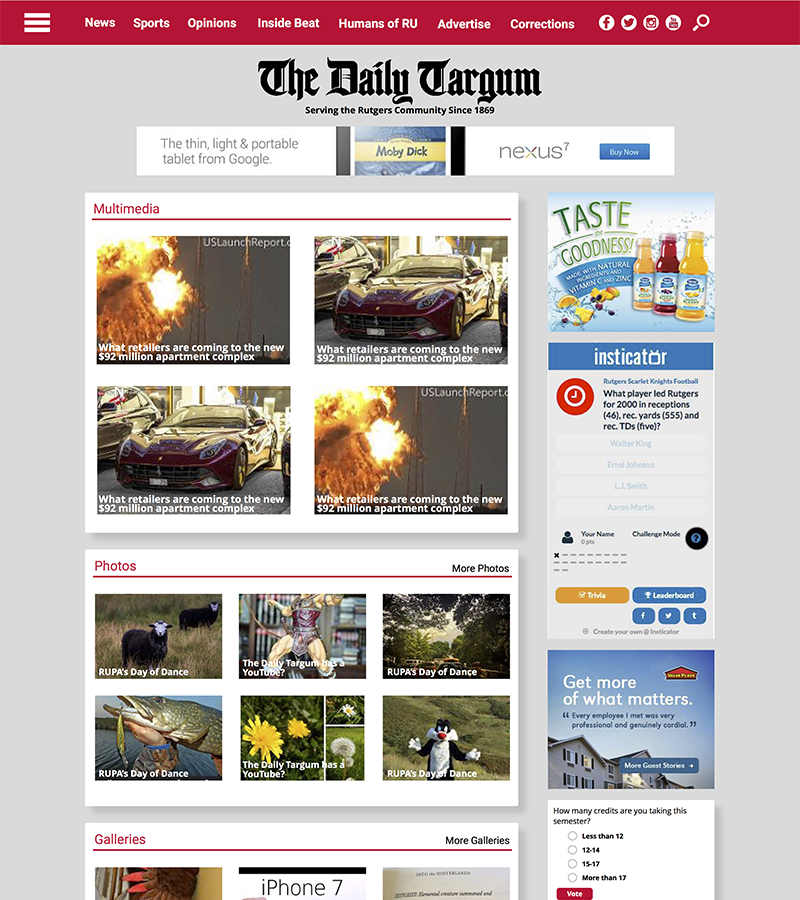 News Sports Opinions Inside Beat Humans of RU Advertise Corrections
The Daily Targum
Serving the Rutgers Community Since 1869
The thin, light & portable
tablet from Google.
Moby Dick
nexus7
Buy Now
Multimedia
USLaunchReport.c
What retailers are coming to the new
$92 million apartment complex
What retailers are coming to the new
$92 million apartment complex
What retailers are coming to the new
$92 million apartment complex
USLaunchReport.c
What retailers are coming to the new
$92 million apartment complex
Photos
More Photos
RUPA's Day of Dance
The Daily Targum has a
YouTube?
RUPA's Day of Dance
RUPA's Day of Dance
The Daily Targum has a
YouTube?
RUPA's Day of Dance
Galleries
More Galleries
iPhone 7
INTO the HINTERLANDS
Elemental creature summoned and
TASTE
the
GOODNESS!
MADE WITH NATURAL
INGREDIENTS AND
VITAMIN C AND ZINC
insticator
Rutgers Scarlet Knights Football
What player led Rutgers
for 2000 in receptions
(46), rec. yards (555) and
rec. TDs (five)?
Walter King
Errol Johnson
L.J. Smith
Aaron Martin
Your Name
0 pts
Challenge Mode
?
Trivia
Leaderboard
Create your own @ Insticator
VALUE PLACE
Get more
of what matters.
“ Every employee I met was very
professional and genuinely cordial. ”
More Guest Stories
How many credits are you taking this
semester?
Less than 12
12-14
15-17
More than 17
Vote